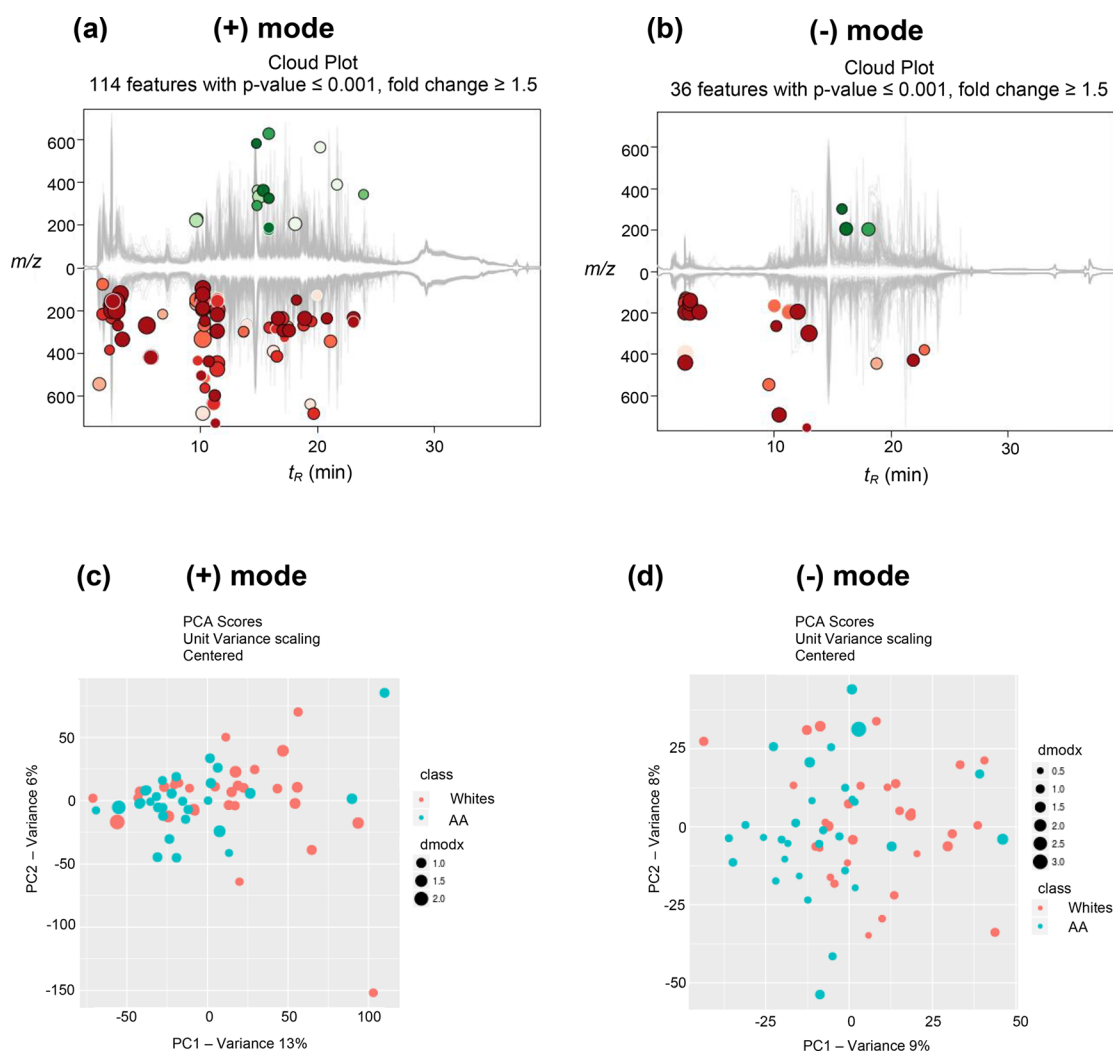 (a) (+) mode
Cloud Plot
114 features with p-value ≤ 0.001, fold change ≥ 1.5
600
400
200
m/z
0
200
400
600
10
20
30
tR (min)
(b) (-) mode
Cloud Plot
36 features with p-value ≤ 0.001, fold change ≥ 1.5
600
400
200
m/z
0
200
400
600
10
20
30
tR (min)
(c) (+) mode
PCA Scores
Unit Variance scaling
Centered
PC2 – Variance 6%
50
0
-50
-100
-150
-50
0
50
100
PC1 – Variance 13%
class
Whites
AA
dmodx
1.0
1.5
2.0
(d) (-) mode
PCA Scores
Unit Variance scaling
Centered
PC2 – Variance 8%
25
0
-25
-50
-25
0
25
50
PC1 – Variance 9%
dmodx
0.5
1.0
1.5
2.0
2.5
3.0
class
Whites
AA